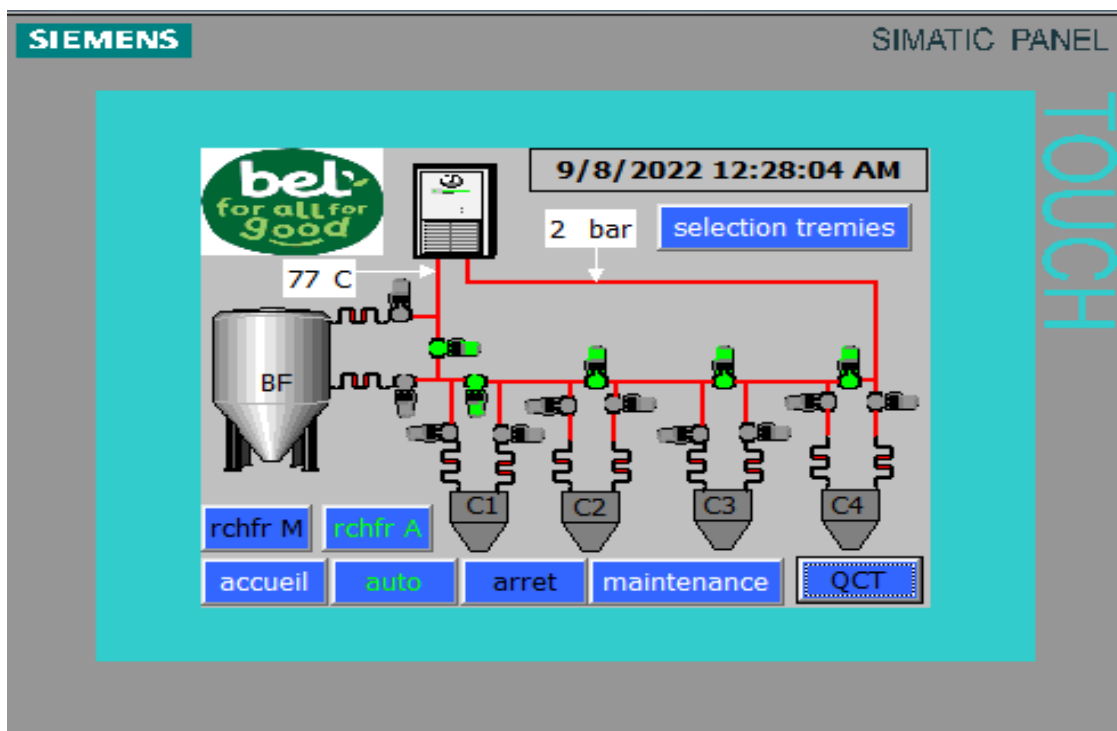 SIEMENS
SIMATIC PANEL
TOUCH
bel
for all for
good
9/8/2022 12:28:04 AM
2 bar
selection tremies
77 C
BF
C1
C2
C3
C4
rchfr M
rchfr A
accueil
auto
arret
maintenance
QCT